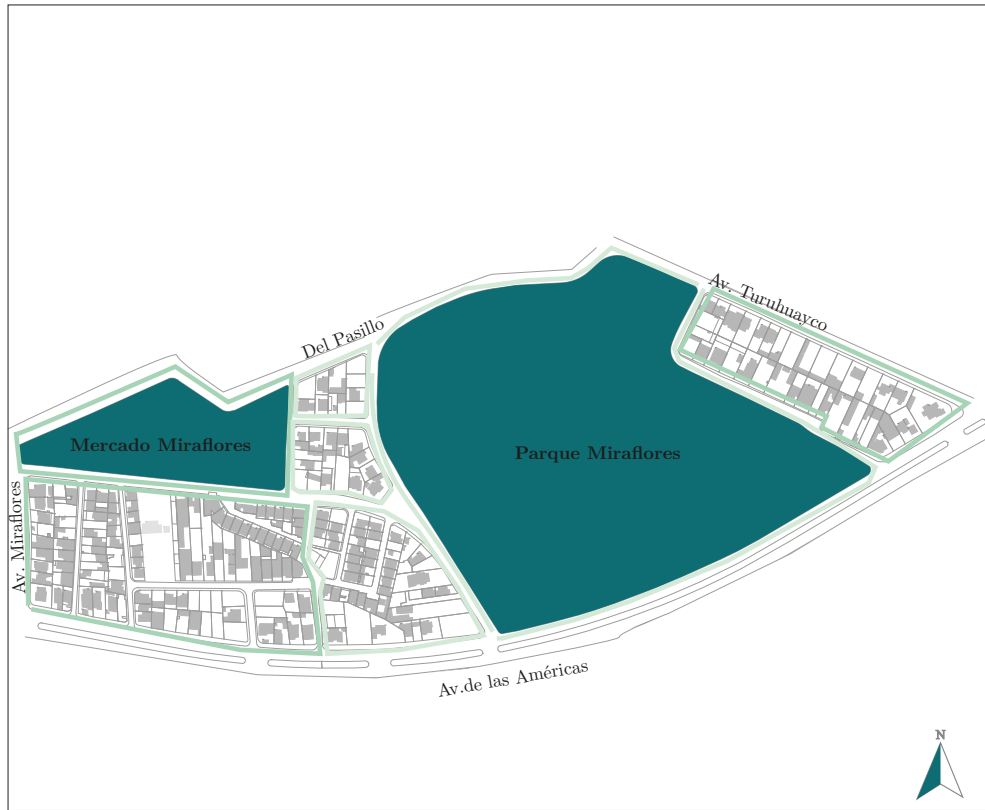 Av. Turuhuayco
Del Pasillo
Mercado Miraflores
Parque Miraflores
Av. Miraflores
Av.de las Américas
N